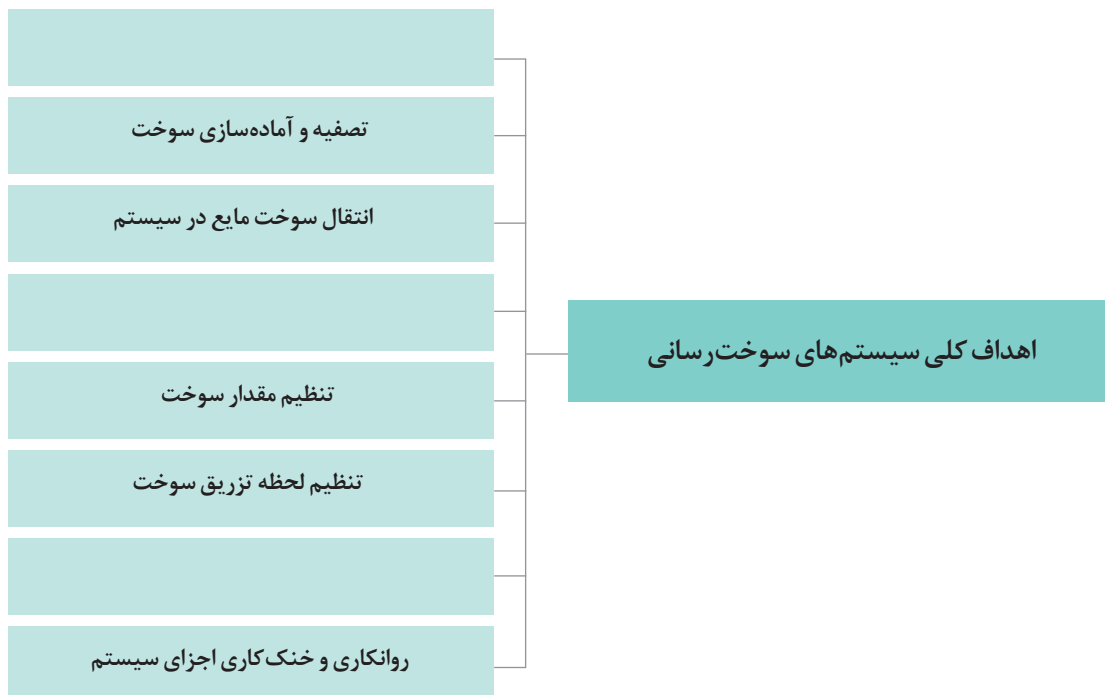 اهداف کلی سیستم‌های سوخت‌رسانی
تصفیه و آماده‌سازی سوخت
انتقال سوخت مایع در سیستم
تنظیم مقدار سوخت
تنظیم لحظه تزریق سوخت
روانکاری و خنک‌کاری اجزای سیستم